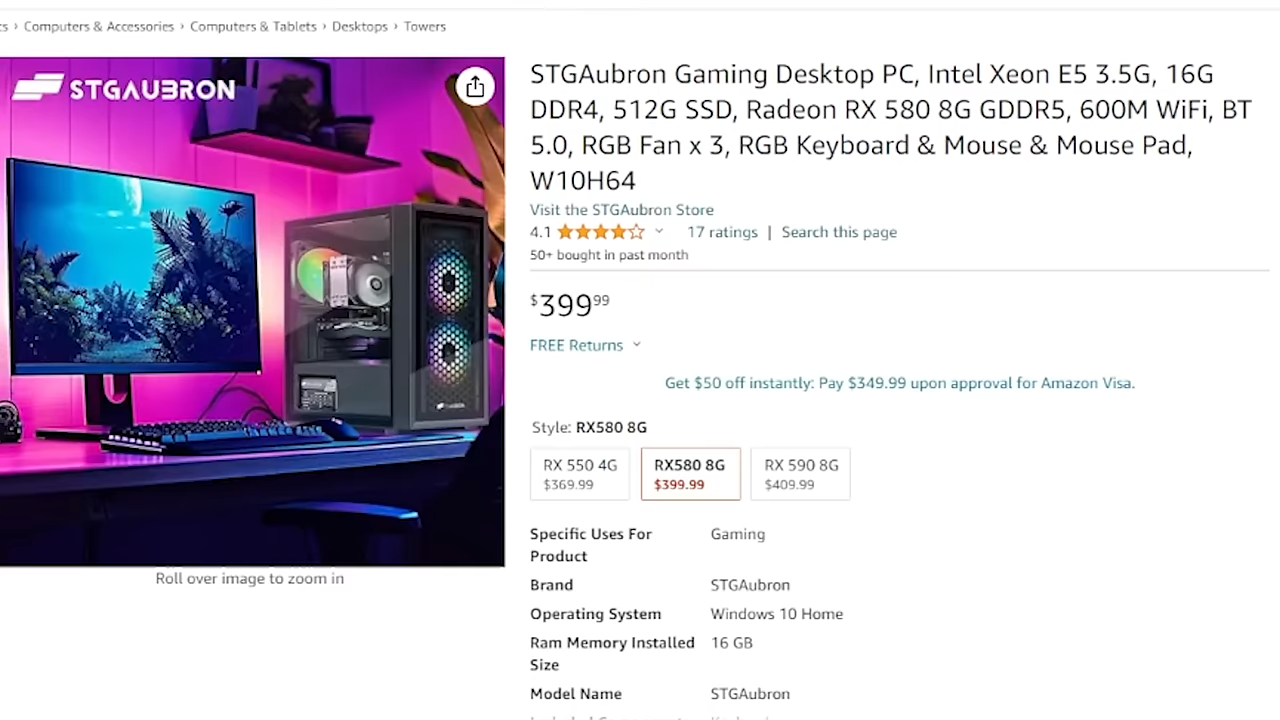 › Computers & Accessories › Computers & Tablets › Desktops › Towers
STGAUBRON
STGAubron Gaming Desktop PC, Intel Xeon E5 3.5G, 16G
DDR4, 512G SSD, Radeon RX 580 8G GDDR5, 600M WiFi, BT
5.0, RGB Fan x 3, RGB Keyboard & Mouse & Mouse Pad,
W10H64
Visit the STGAubron Store
4.1 17 ratings | Search this page
50+ bought in past month
$399.99
FREE Returns
Get $50 off instantly: Pay $349.99 upon approval for Amazon Visa.
Style: RX580 8G
RX 550 4G RX580 8G RX 590 8G
$369.99 $399.99 $409.99
Specific Uses For Gaming
Product
Brand STGAubron
Operating System Windows 10 Home
Ram Memory Installed 16 GB
Size
Model Name STGAubron
Roll over image to zoom in